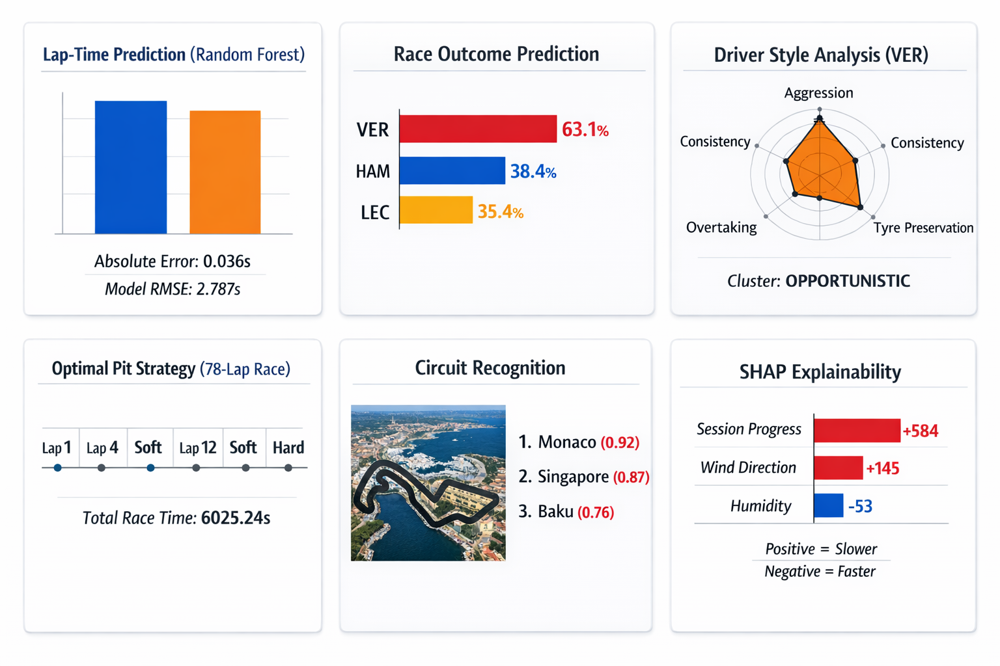 Lap-Time Prediction (Random Forest)
Absolute Error: 0.036s
Model RMSE: 2.787s
Race Outcome Prediction
VER 63.1%
HAM 38.4%
LEC 35.4%
Driver Style Analysis (VER)
Aggression
Consistency
Consistency
Overtaking
Tyre Preservation
Cluster: OPPORTUNISTIC
Optimal Pit Strategy (78-Lap Race)
Lap 1 Lap 4 Soft Lap 12 Soft Hard
Total Race Time: 6025.24s
Circuit Recognition
1. Monaco (0.92)
2. Singapore (0.87)
3. Baku (0.76)
SHAP Explainability
Session Progress +584
Wind Direction +145
Humidity -53
Positive = Slower
Negative = Faster